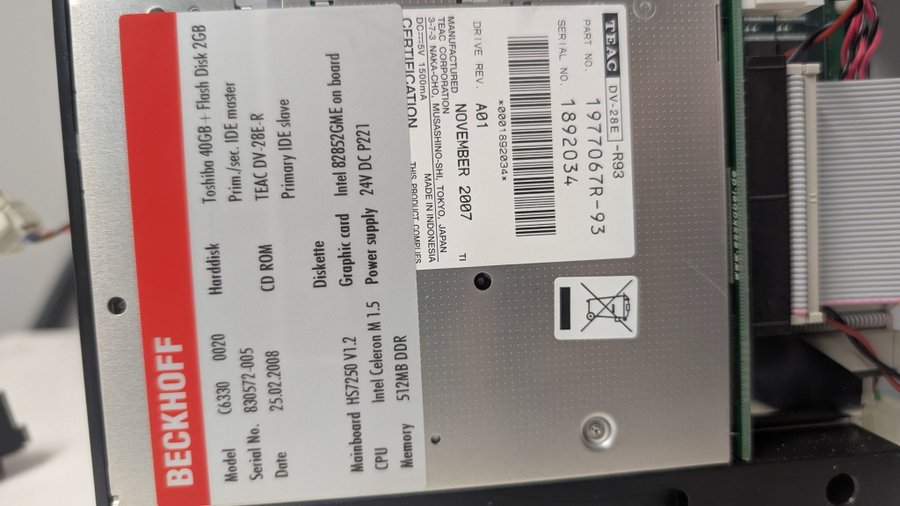 BECKHOFF
Model C6330 0020 Harddisk Toshiba 40GB + Flash Disk 2GB
Serial No. 830572-005 Prim./sec. IDE master
Date 25.02.2008 CD ROM TEAC DV-28E-R
Primary IDE slave
Diskette
Mainboard HS7250 V1.2 Graphic card Intel 82852GME on board
CPU Intel Celeron M 1.5 Power supply 24V DC P221
Memory 512MB DDR
TEAC DV-28E -R93
PART NO. 1977067R-93
SERIAL NO. 1892034
*0001892034*
DRIVE REV. A01 TI
MANUFACTURED NOVEMBER 2007
TEAC CORPORATION
3-7-3 NAKA-CHO, MUSASHINO-SHI, TOKYO, JAPAN
DC⎓5V 1500mA MADE IN INDONESIA
CERTIFICATION THIS PRODUCT COMPLIES